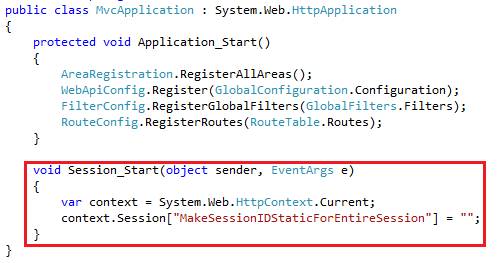 public class MvcApplication : System.Web.HttpApplication
{
    protected void Application_Start()
    {
        AreaRegistration.RegisterAllAreas();
        WebApiConfig.Register(GlobalConfiguration.Configuration);
        FilterConfig.RegisterGlobalFilters(GlobalFilters.Filters);
        RouteConfig.RegisterRoutes(RouteTable.Routes);
    }
    void Session_Start(object sender, EventArgs e)
    {
        var context = System.Web.HttpContext.Current;
        context.Session["MakeSessionIDStaticForEntireSession"] = "";
    }
}